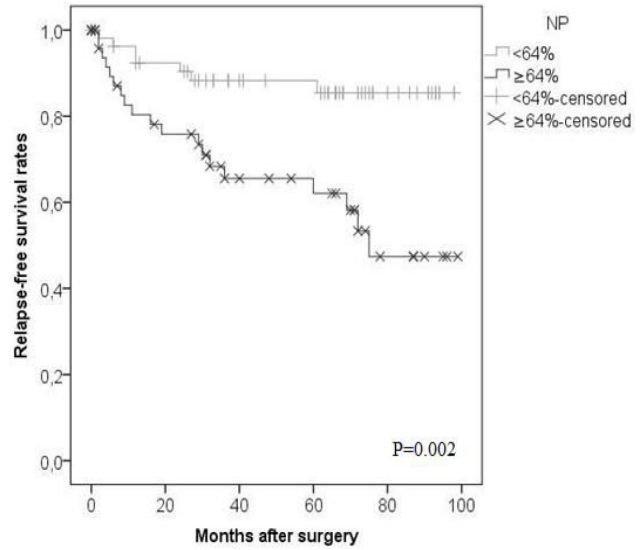 NP
<64%
≥64%
<64%-censored
≥64%-censored
Relapse-free survival rates
1,0
0,8
0,6
0,4
0,2
0,0
P=0.002
0 20 40 60 80 100
Months after surgery